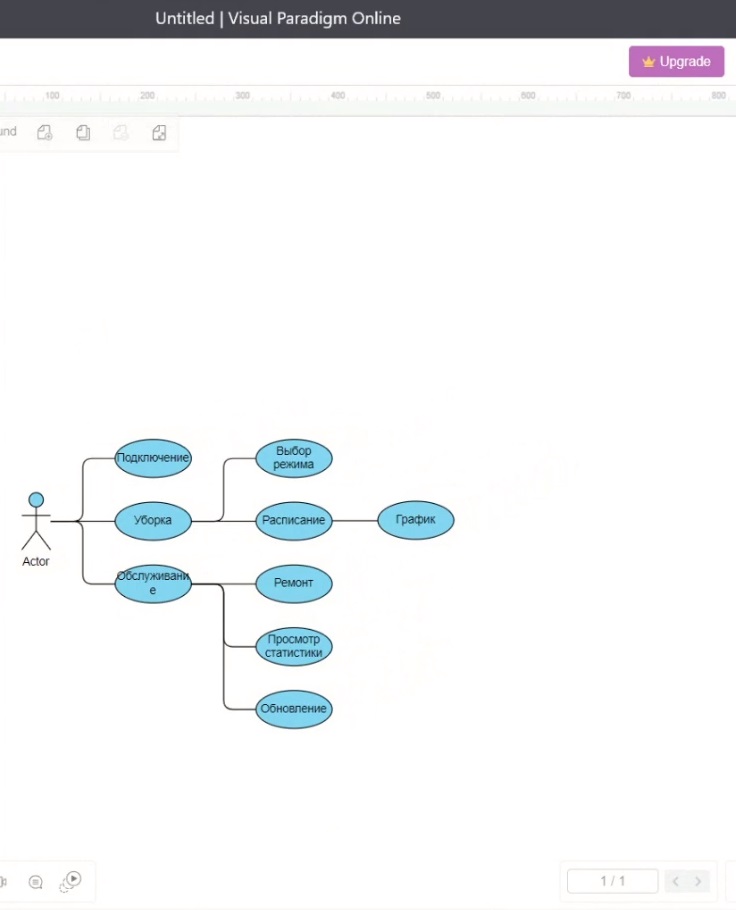 Untitled | Visual Paradigm Online
Upgrade
100 200 300 400 500 600 700 800
und
Подключение
Выбор
режима
Уборка
Расписание
График
Actor
Обслуживани
е
Ремонт
Просмотр
статистики
Обновление
1 / 1